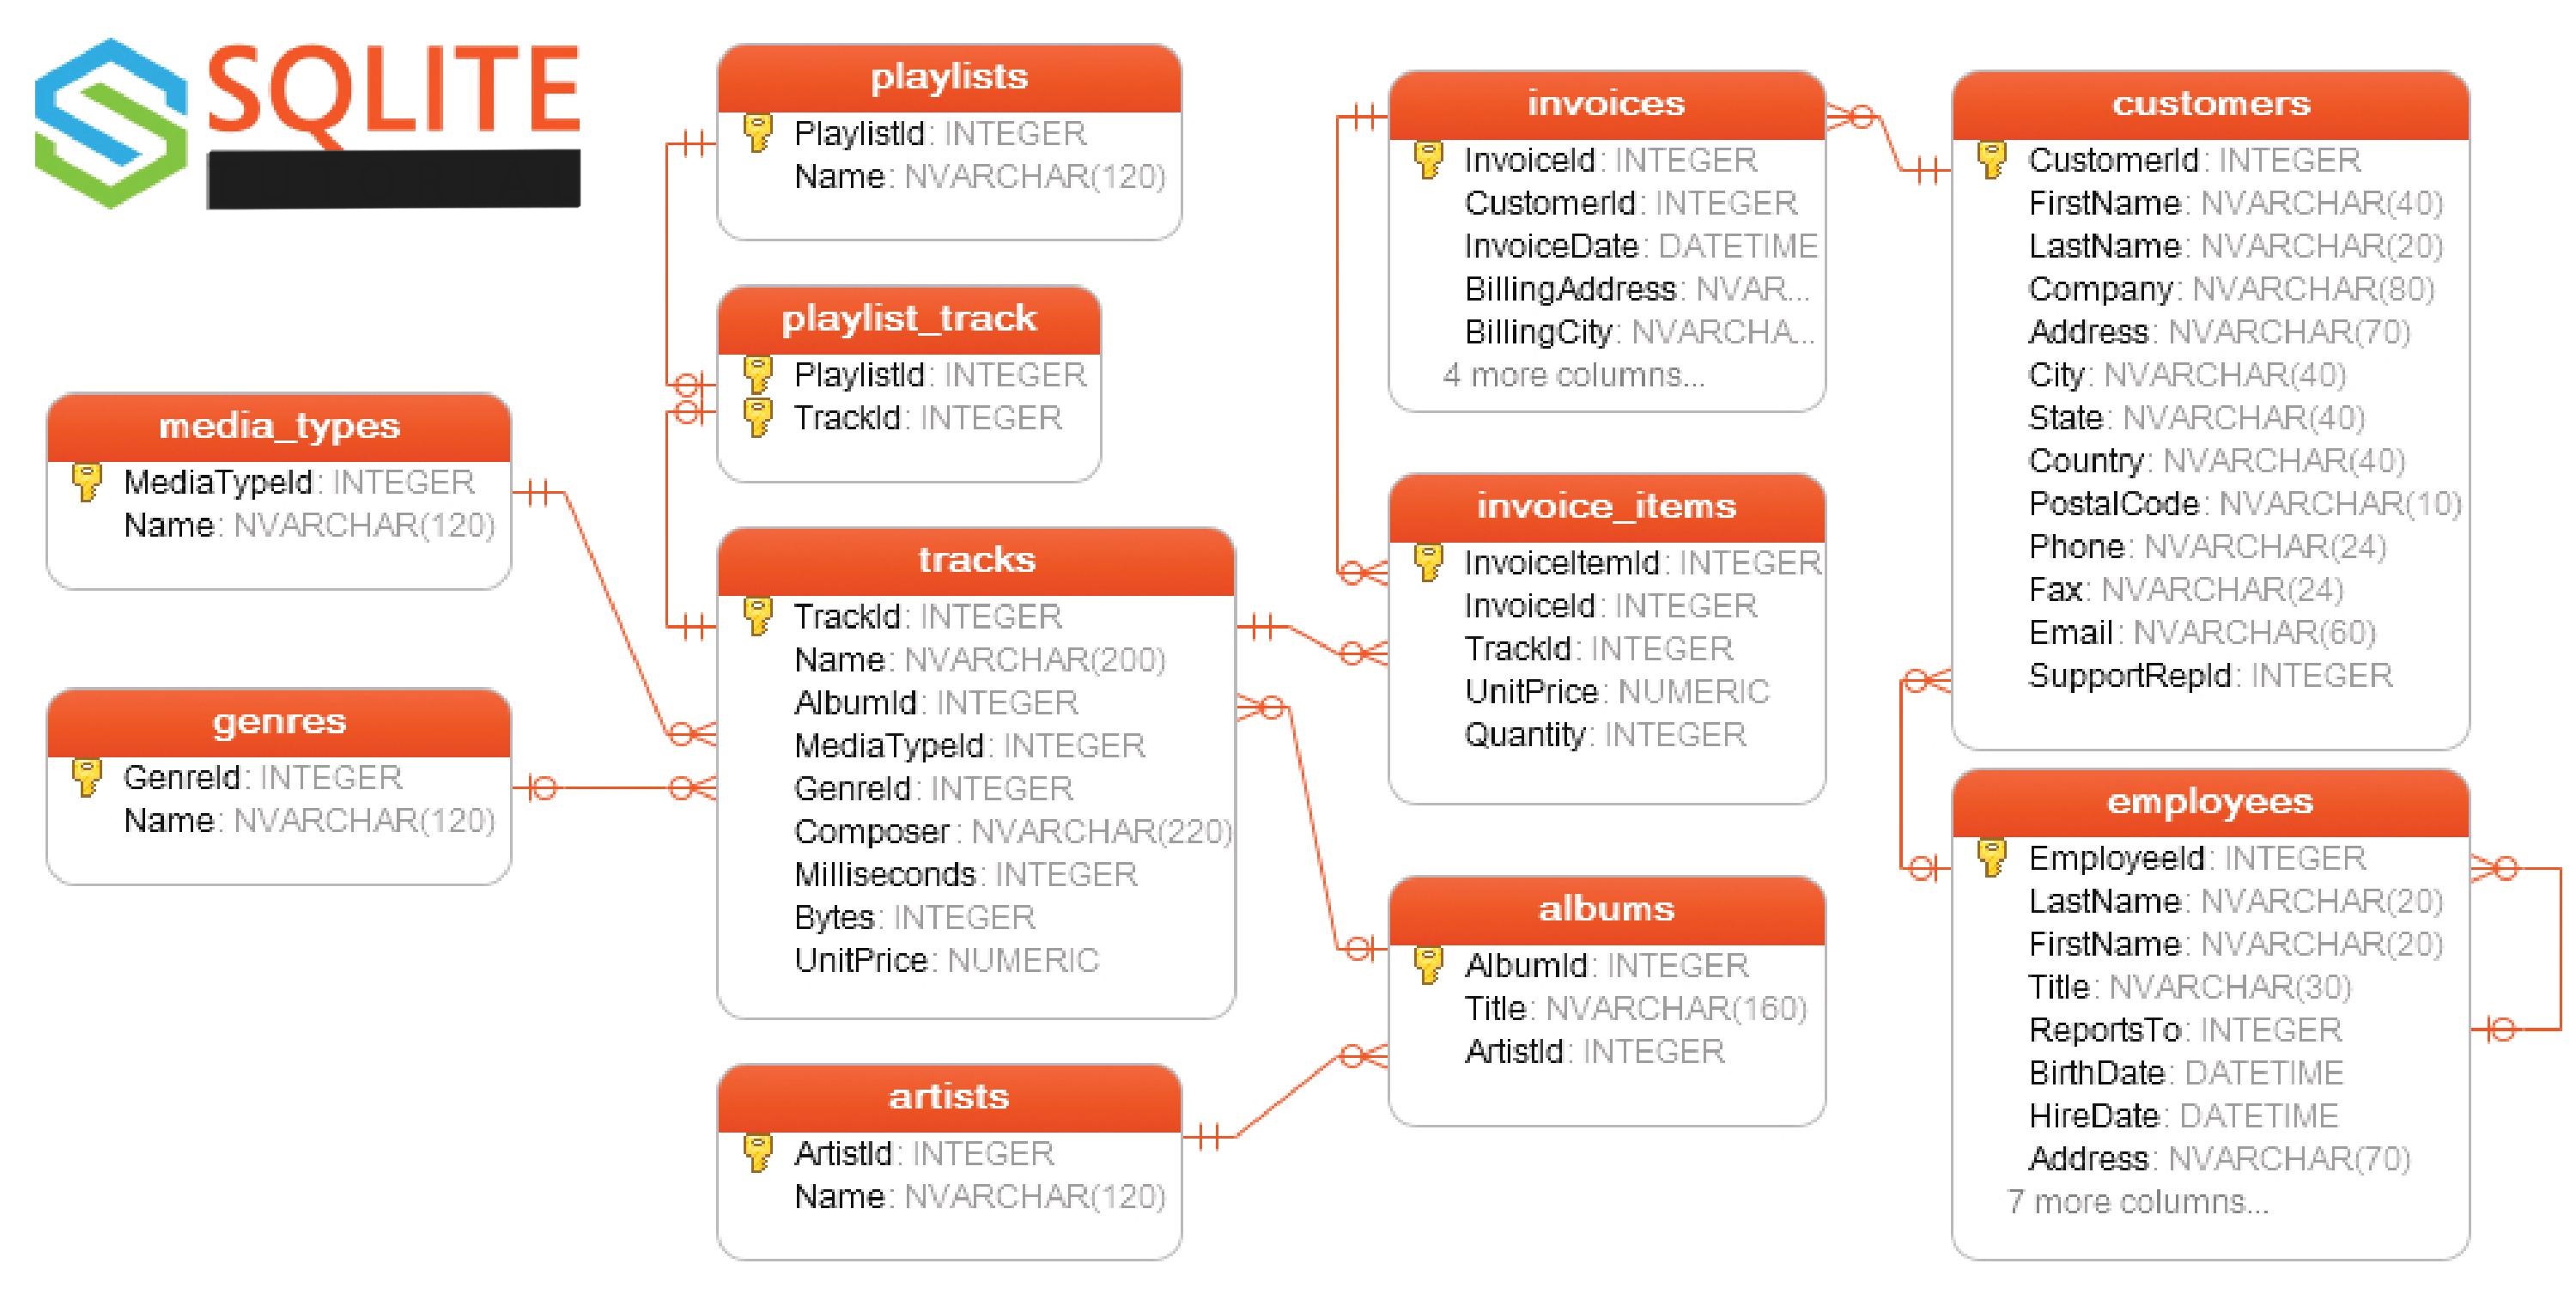 SQLITE
playlists
PlaylistId: INTEGER
Name: NVARCHAR(120)
playlist_track
PlaylistId: INTEGER
TrackId: INTEGER
media_types
MediaTypeId: INTEGER
Name: NVARCHAR(120)
genres
GenreId: INTEGER
Name: NVARCHAR(120)
tracks
TrackId: INTEGER
Name: NVARCHAR(200)
AlbumId: INTEGER
MediaTypeId: INTEGER
GenreId: INTEGER
Composer: NVARCHAR(220)
Milliseconds: INTEGER
Bytes: INTEGER
UnitPrice: NUMERIC
artists
ArtistId: INTEGER
Name: NVARCHAR(120)
invoices
InvoiceId: INTEGER
CustomerId: INTEGER
InvoiceDate: DATETIME
BillingAddress: NVAR...
BillingCity: NVARCHA...
4 more columns...
invoice_items
InvoiceItemId: INTEGER
InvoiceId: INTEGER
TrackId: INTEGER
UnitPrice: NUMERIC
Quantity: INTEGER
albums
AlbumId: INTEGER
Title: NVARCHAR(160)
ArtistId: INTEGER
customers
CustomerId: INTEGER
FirstName: NVARCHAR(40)
LastName: NVARCHAR(20)
Company: NVARCHAR(80)
Address: NVARCHAR(70)
City: NVARCHAR(40)
State: NVARCHAR(40)
Country: NVARCHAR(40)
PostalCode: NVARCHAR(10)
Phone: NVARCHAR(24)
Fax: NVARCHAR(24)
Email: NVARCHAR(60)
SupportRepId: INTEGER
employees
EmployeeId: INTEGER
LastName: NVARCHAR(20)
FirstName: NVARCHAR(20)
Title: NVARCHAR(30)
ReportsTo: INTEGER
BirthDate: DATETIME
HireDate: DATETIME
Address: NVARCHAR(70)
7 more columns...